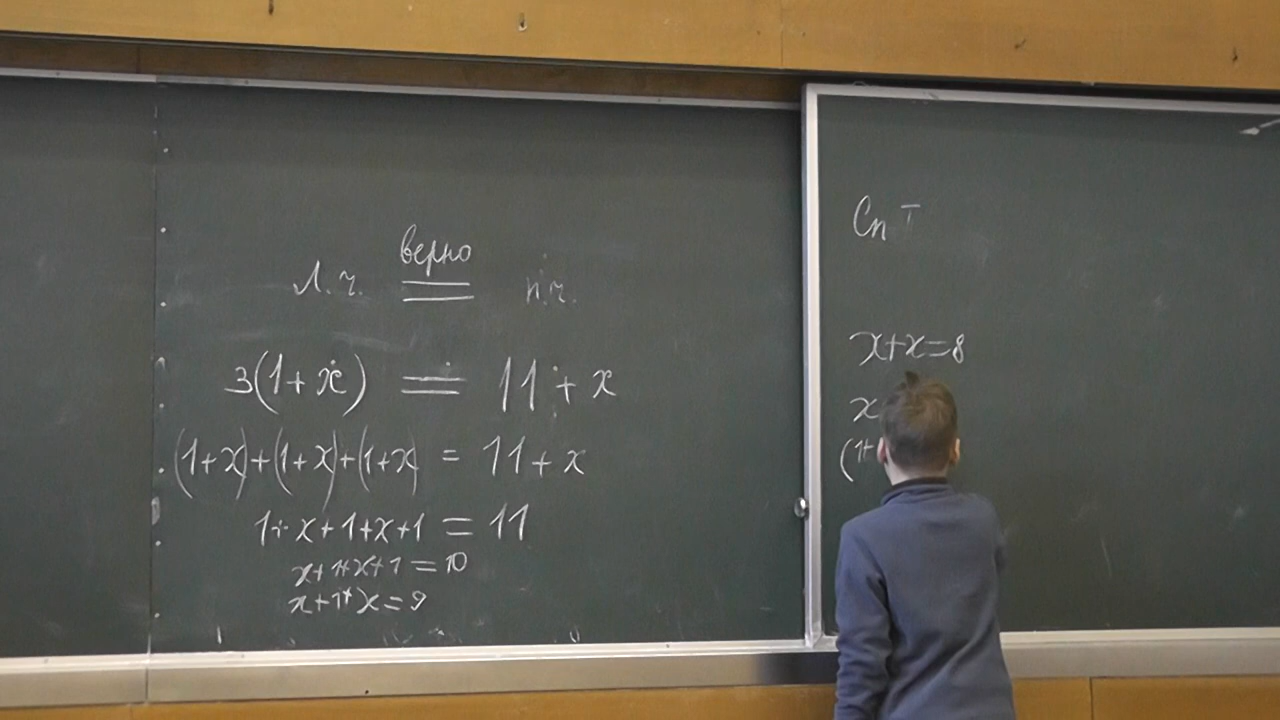 верно
Л.ч. = п.ч.
3(1+x) = 11+x
(1+x)+(1+x)+(1+x) = 11+x
1+x+1+x+1 = 11
x+1+x+1=10
x+1+x=9
Сп I
x+x=8
x
(1+